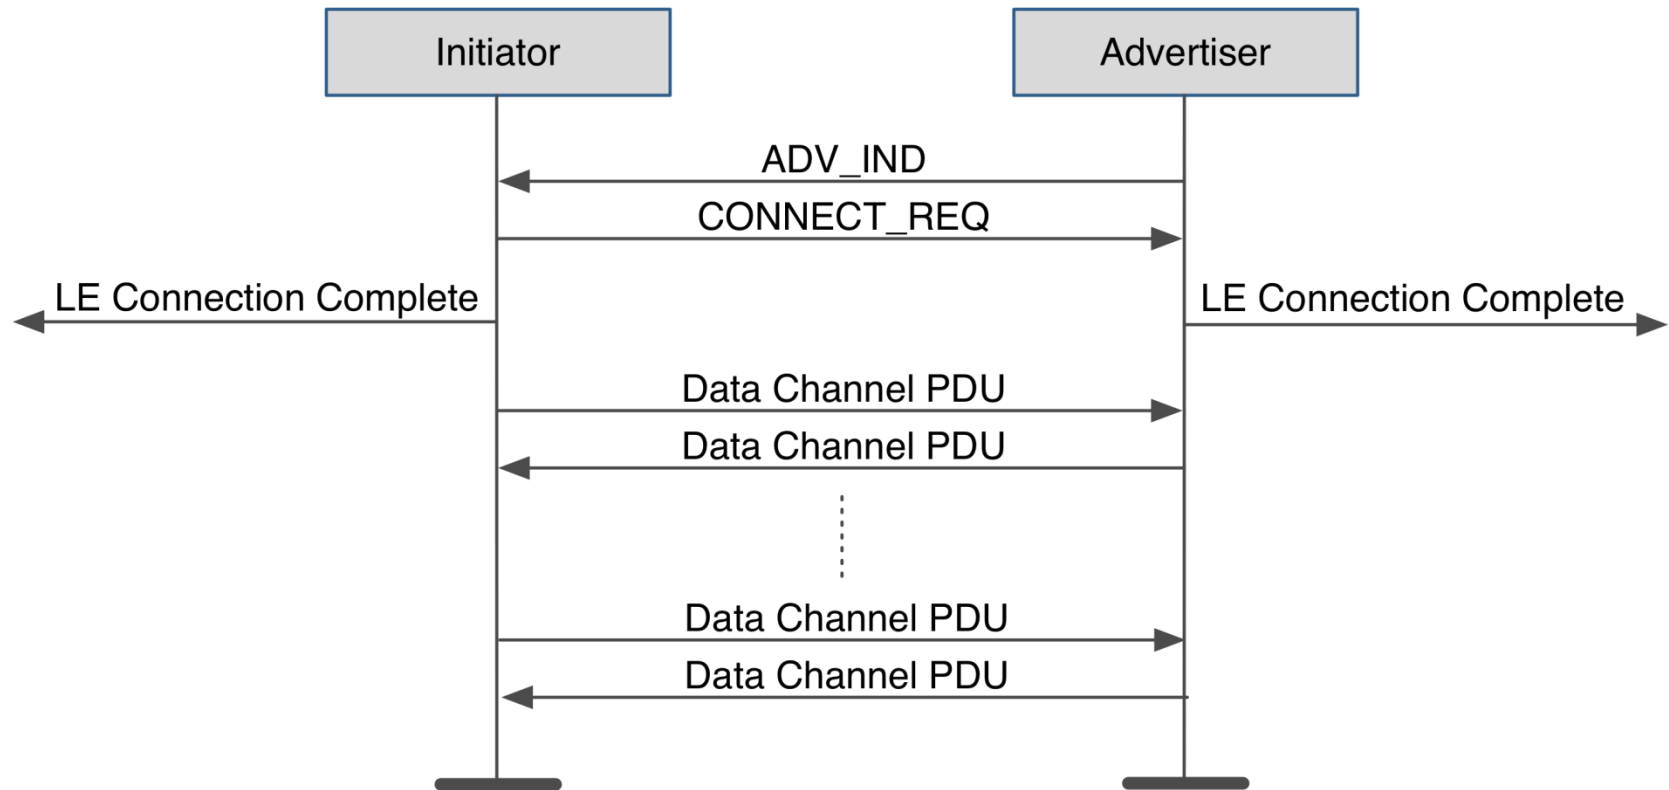 Initiator
Advertiser
ADV_IND
CONNECT_REQ
LE Connection Complete
LE Connection Complete
Data Channel PDU
Data Channel PDU
Data Channel PDU
Data Channel PDU